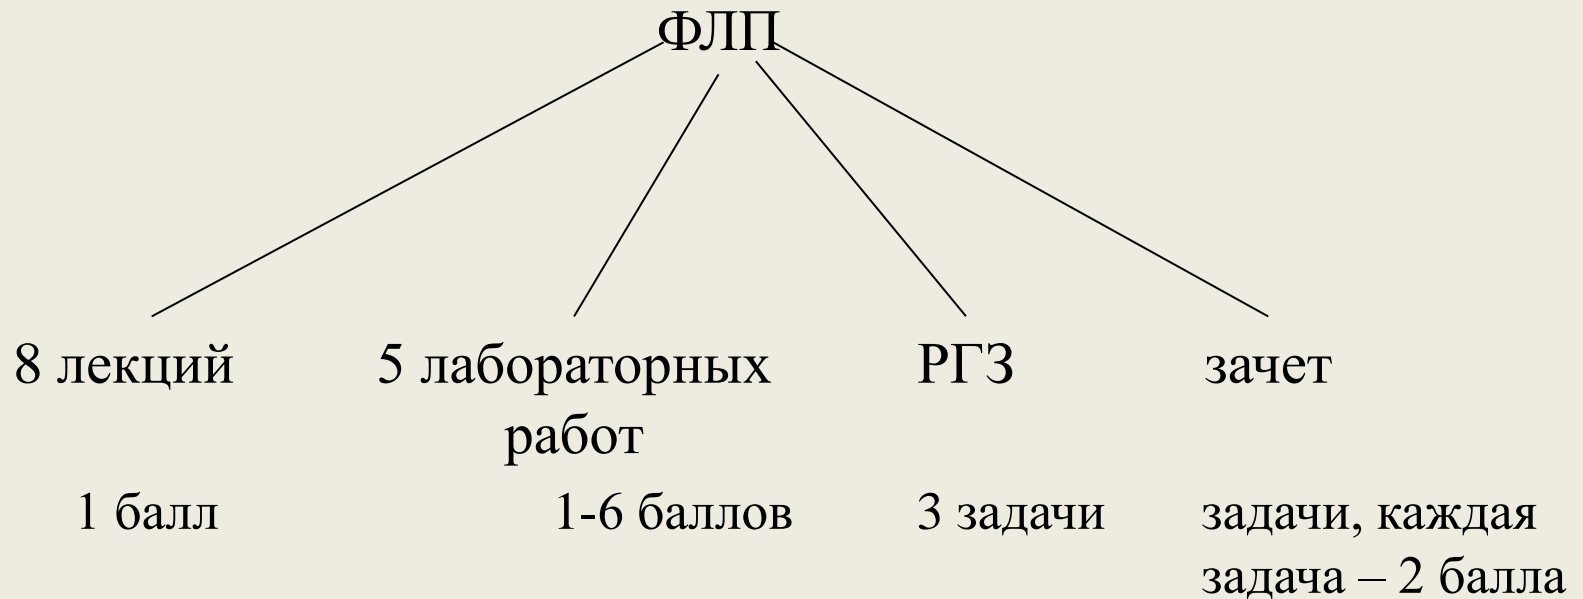 ФЛП
8 лекций
5 лабораторных
работ
РГЗ
зачет
1 балл
1-6 баллов
3 задачи
задачи, каждая
задача – 2 балла